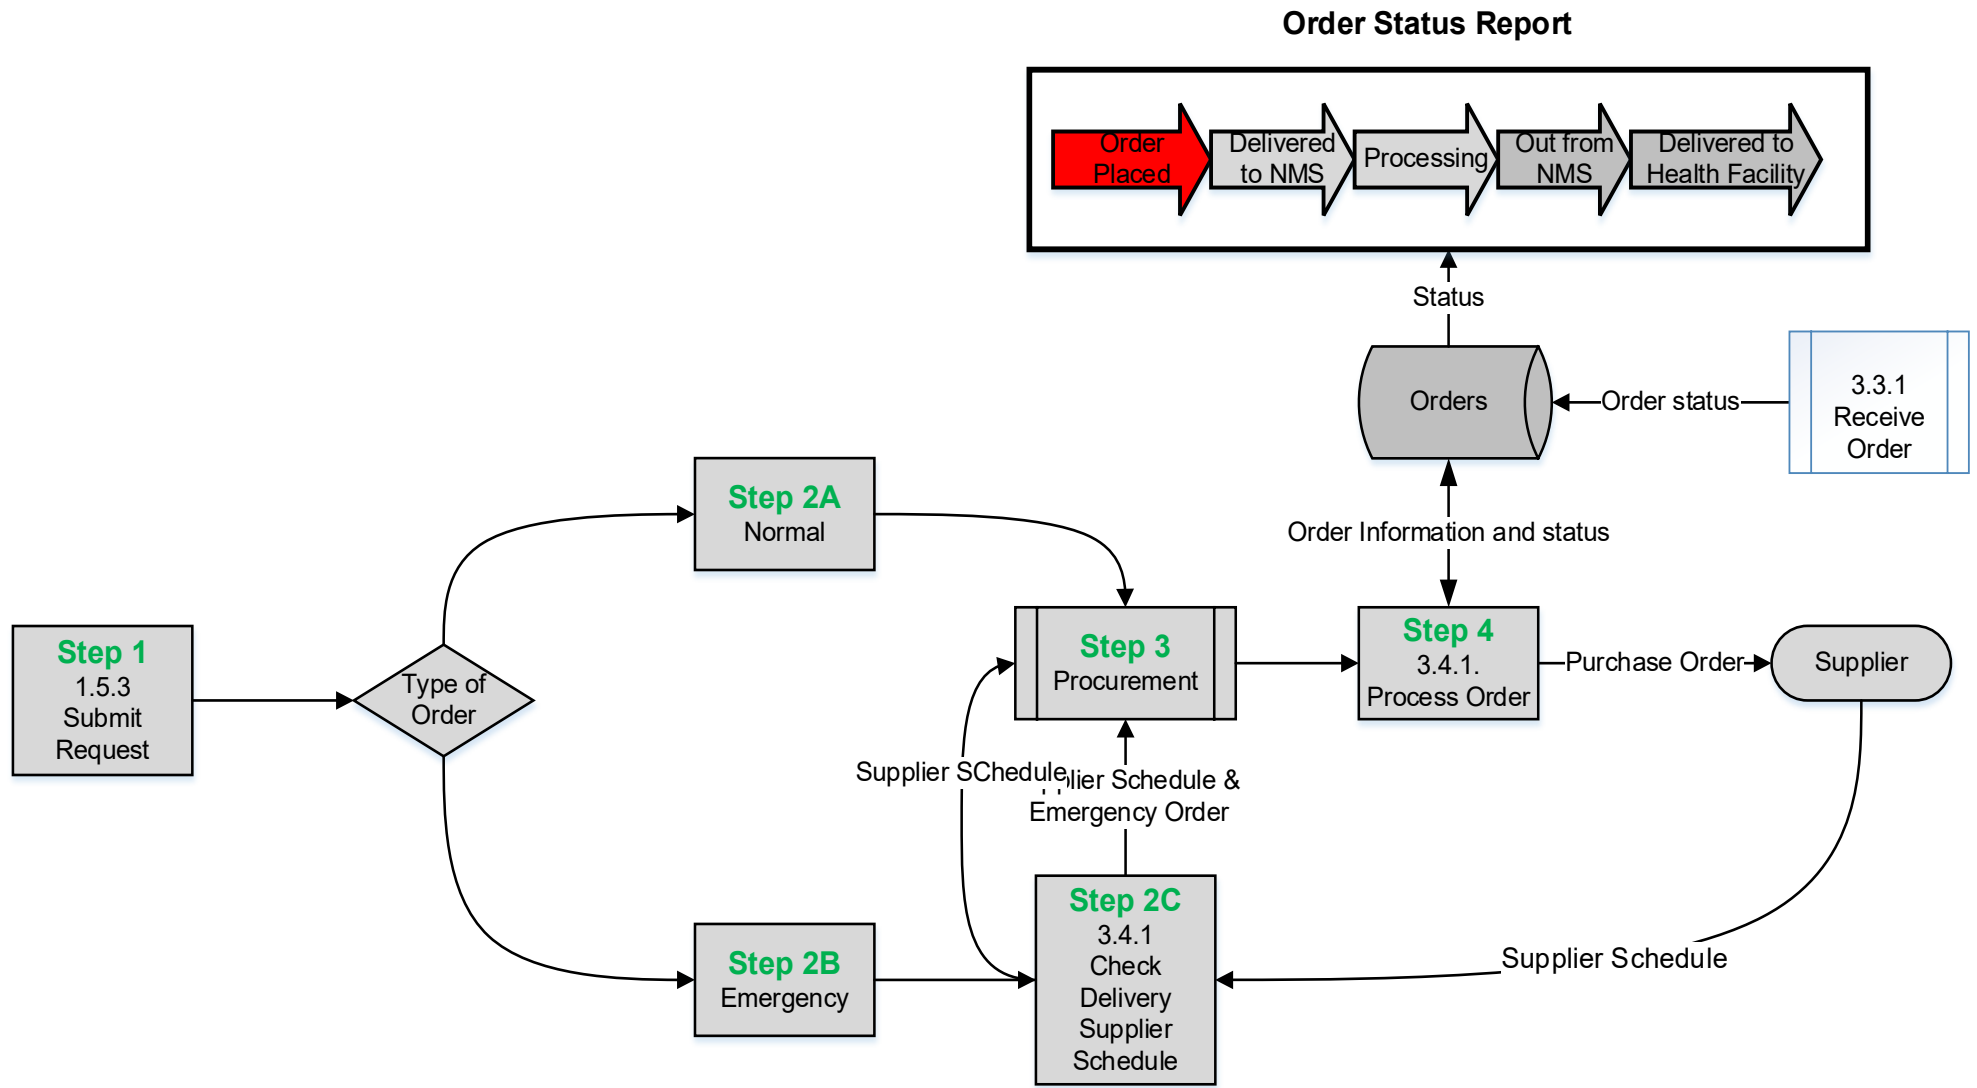 Order Status Report
Order
Placed
Delivered
to NMS
Processing
Out from
NMS
Delivered to
Health Facility
Status
Orders
Order status
3.3.1
Receive
Order
Step 2A
Normal
Order Information and status
Step 1
1.5.3
Submit
Request
Type of
Order
Step 3
Procurement
Step 4
3.4.1.
Process Order
Purchase Order
Supplier
Supplier SChedule
Schedule &
Emergency Order
Step 2B
Emergency
Step 2C
3.4.1
Check
Delivery
Supplier
Schedule
Supplier Schedule